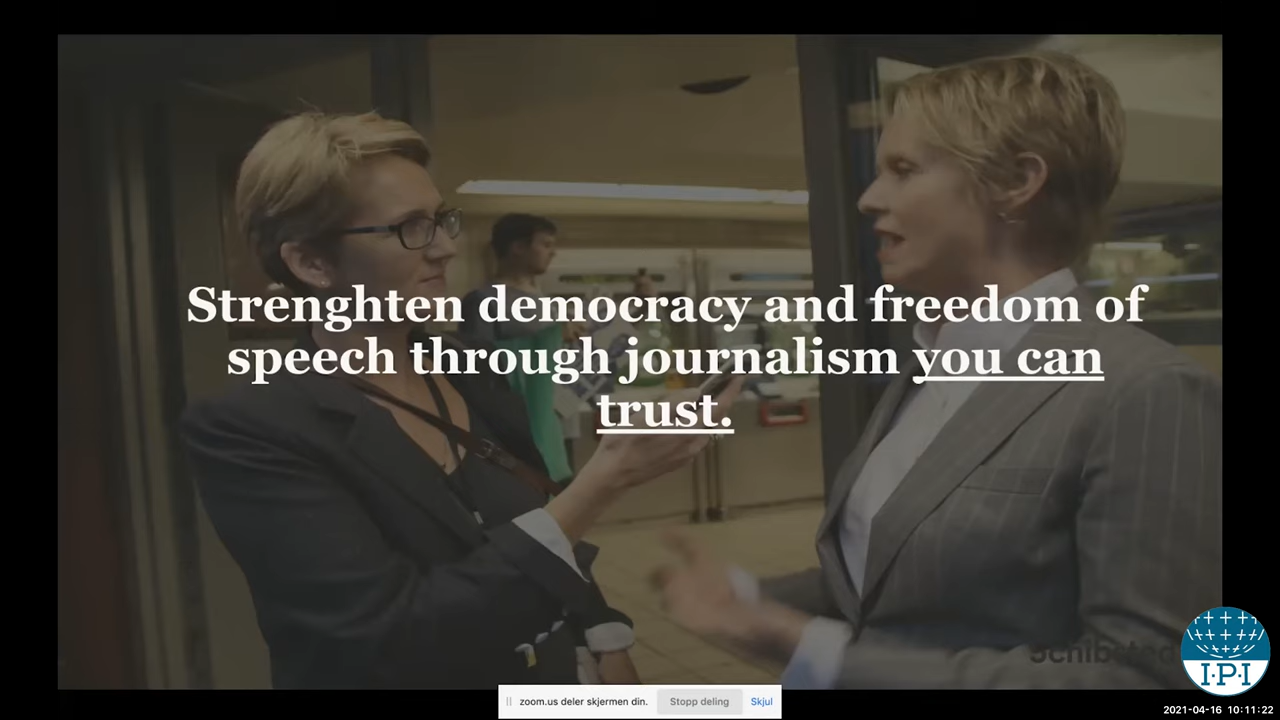 Strenghten democracy and freedom of
speech through journalism you can
trust.
Schibsted
I·P·I
zoom.us deler skjermen din.
Stopp deling
Skjul
2021-04-16 10:11:22